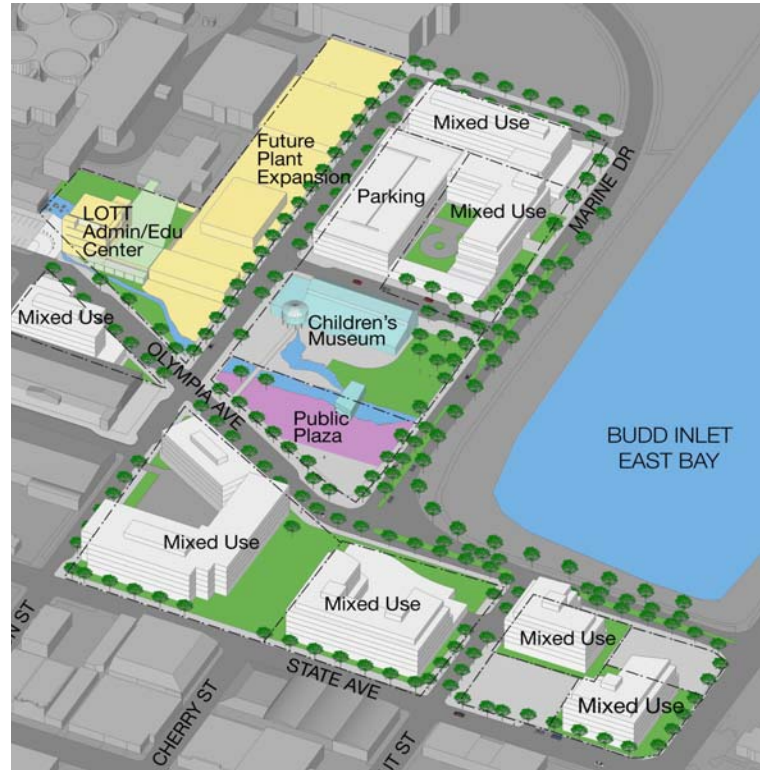 Mixed Use
Future
Plant
Expansion
Parking
Mixed Use
MARINE DR
LOTT
Admin/Edu
Center
Mixed Use
Children's
Museum
OLYMPIA AVE
Public
Plaza
BUDD INLET
EAST BAY
Mixed Use
Mixed Use
Mixed Use
Mixed Use
STATE AVE
CHERRY ST
ST
ST